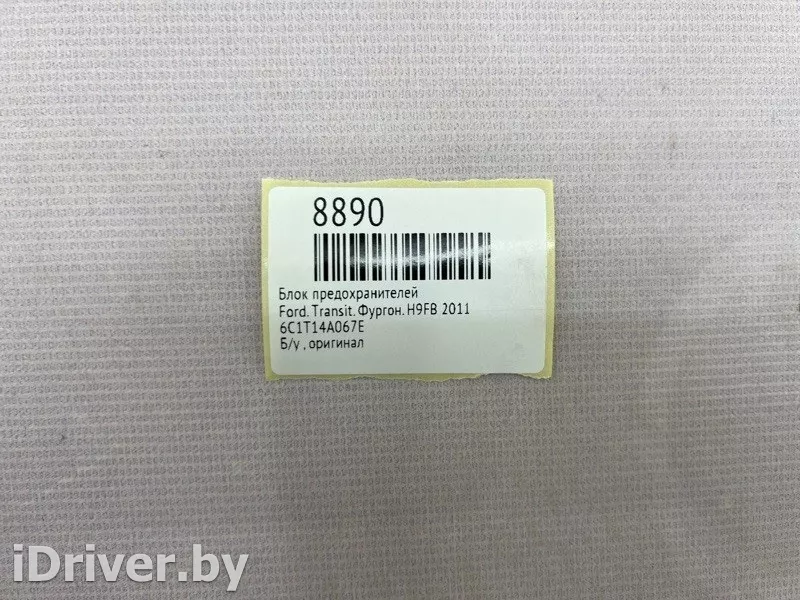 8890
Блок предохранителей
Ford. Transit. Фургон. H9FB 2011
6C1T14A067E
Б/у , оригинал
iDriver.by